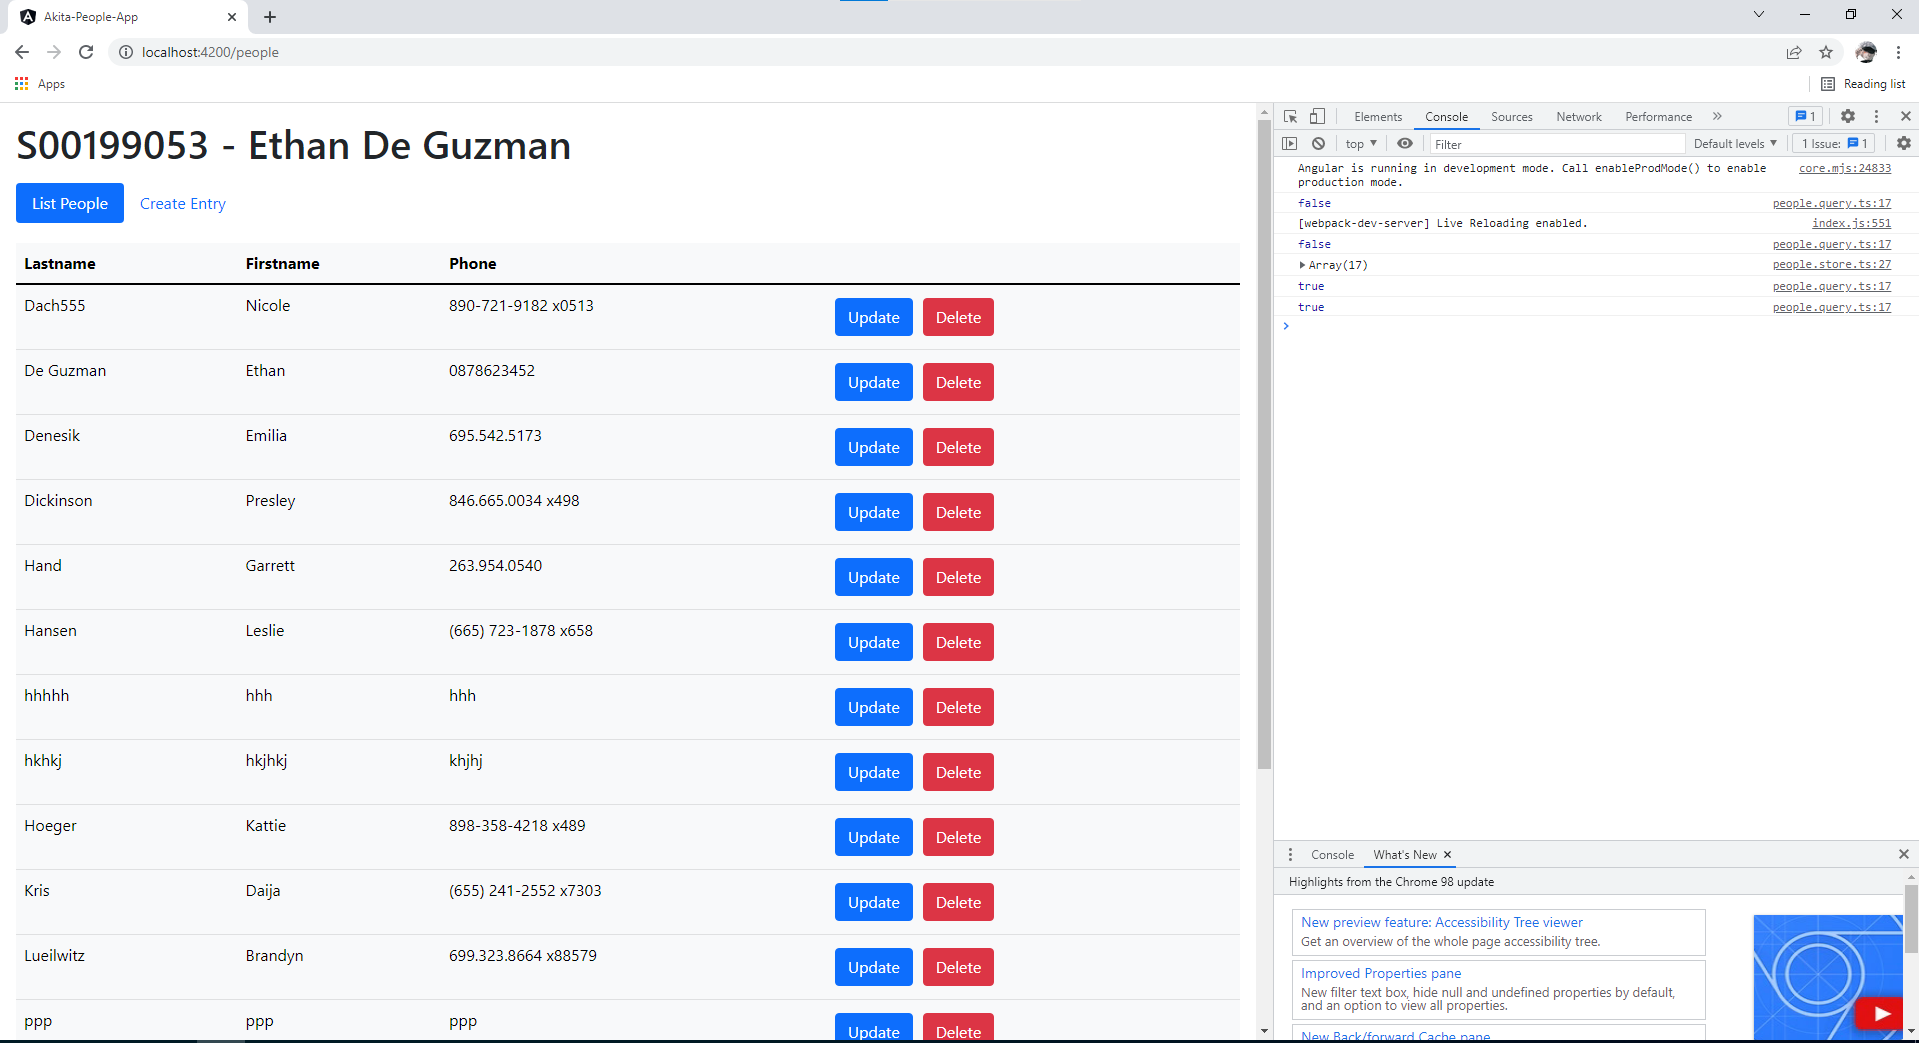 Akita-People-App
localhost:4200/people
Apps
Reading list
S00199053 - Ethan De Guzman
List People Create Entry
Lastname Firstname Phone
Dach555 Nicole 890-721-9182 x0513 Update Delete
De Guzman Ethan 0878623452 Update Delete
Denesik Emilia 695.542.5173 Update Delete
Dickinson Presley 846.665.0034 x498 Update Delete
Hand Garrett 263.954.0540 Update Delete
Hansen Leslie (665) 723-1878 x658 Update Delete
hhhhh hhh hhh Update Delete
hkhkj hkjhkj khjhj Update Delete
Hoeger Kattie 898-358-4218 x489 Update Delete
Kris Daija (655) 241-2552 x7303 Update Delete
Lueilwitz Brandyn 699.323.8664 x88579 Update Delete
ppp ppp ppp Update Delete
Elements Console Sources Network Performance » 1
top Filter Default levels 1 Issue: 1
Angular is running in development mode. Call enableProdMode() to enable core.mjs:24833
production mode.
false people.query.ts:17
[webpack-dev-server] Live Reloading enabled. index.js:551
false people.query.ts:17
Array(17) people.store.ts:27
true people.query.ts:17
true people.query.ts:17
Console What's New
Highlights from the Chrome 98 update
New preview feature: Accessibility Tree viewer
Get an overview of the whole page accessibility tree.
Improved Properties pane
New filter text box, hide null and undefined properties by default,
and an option to view all properties.
New Back/forward Cache pane